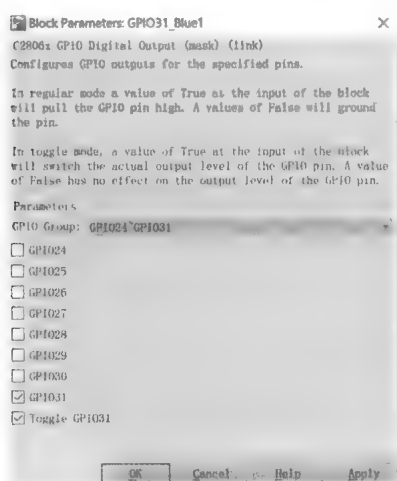 Block Parameters: GPIO31_Blue1
C2806x GPIO Digital Output (mask) (link)
Configures GPIO outputs for the specified pins.
In regular mode a value of True at the input of the block
will pull the GPIO pin high. A values of False will ground
the pin.
In toggle mode, a value of True at the input of the block
will switch the actual output level of the GPIO pin. A value
of False has no effect on the output level of the GPIO pin.
Parameters
GPIO Group: GPIO24~GPIO31
GPIO24
GPIO25
GPIO26
GPIO27
GPIO28
GPIO29
GPIO30
GPIO31
Toggle GPIO31
OK Cancel Help Apply